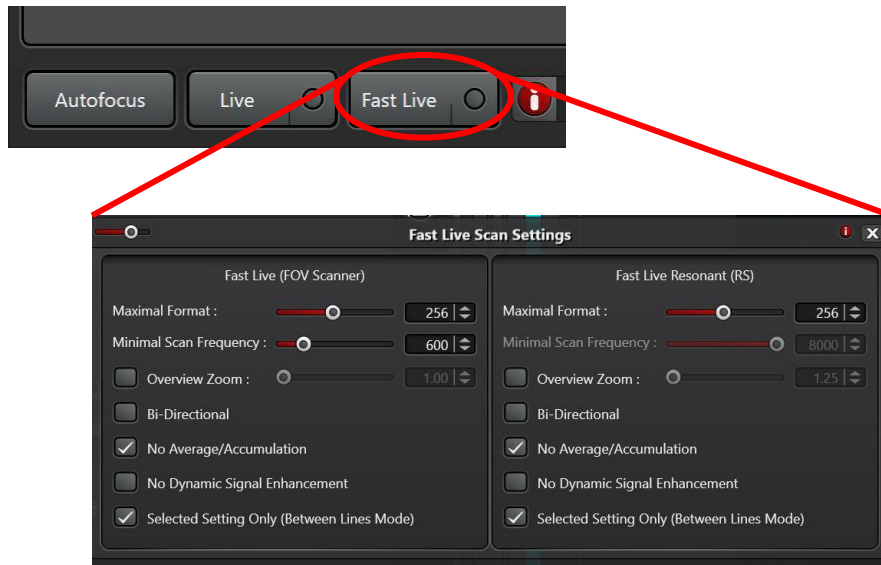 Autofocus
Live
Fast Live
Fast Live Scan Settings
Fast Live (FOV Scanner)
Maximal Format : 256
Minimal Scan Frequency : 600
Overview Zoom : 1.00
Bi-Directional
No Average/Accumulation
No Dynamic Signal Enhancement
Selected Setting Only (Between Lines Mode)
Fast Live Resonant (RS)
Maximal Format : 256
Minimal Scan Frequency : 8000
Overview Zoom : 1.25
Bi-Directional
No Average/Accumulation
No Dynamic Signal Enhancement
Selected Setting Only (Between Lines Mode)